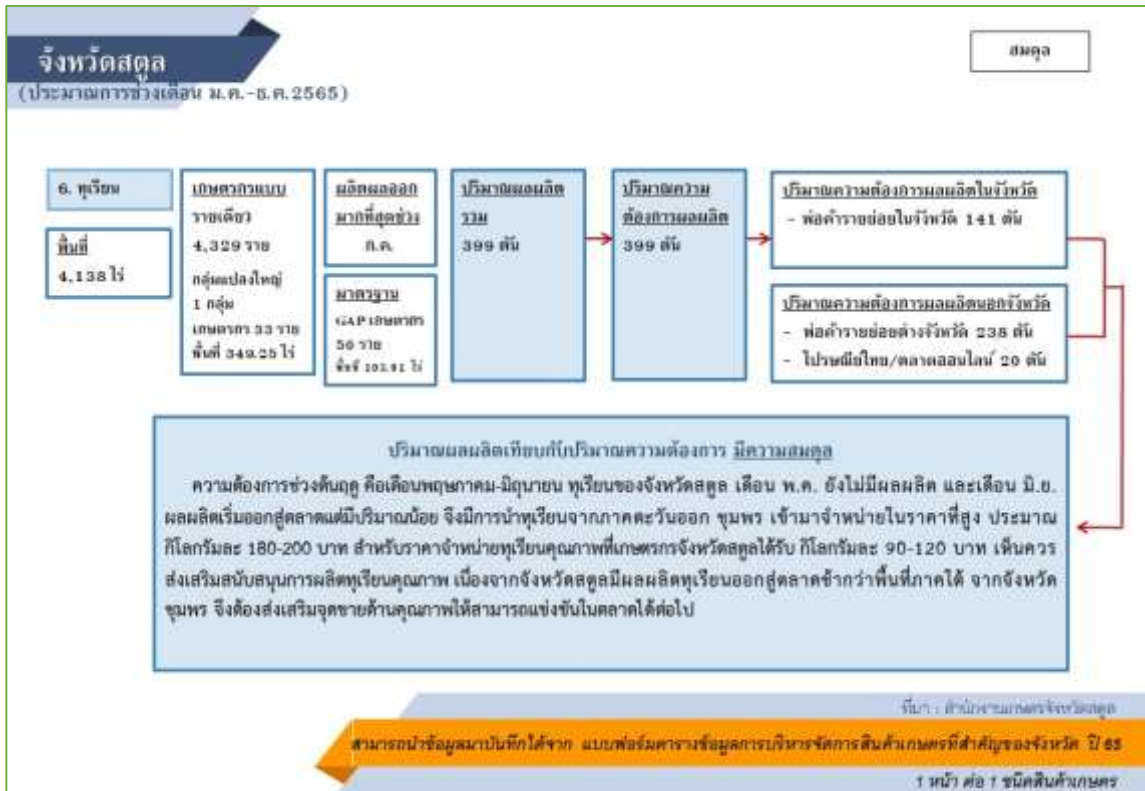 จังหวัดสตูล
สมดุล
(ประมาณการช่วงเดือน ม.ค.-ธ.ค.2565)
6. ทุเรียน
พื้นที่
4,138 ไร่
เกษตรกรแบบ
รายเดียว
4,329 ราย
กลุ่มแปลงใหญ่
1 กลุ่ม
เกษตรกร 33 ราย
พื้นที่ 349.25 ไร่
ผลิตผลออก
มากที่สุดช่วง
ก.ค.
มาตรฐาน
GAP เกษตรกร
ราย
พื้นที่ ไร่
ปริมาณผลผลิต
รวม
399 ตัน
ปริมาณความ
ต้องการผลผลิต
399 ตัน
ปริมาณความต้องการผลผลิตในจังหวัด
- พ่อค้ารายย่อยในจังหวัด 141 ตัน
ปริมาณความต้องการผลผลิตนอกจังหวัด
- พ่อค้ารายย่อยต่างจังหวัด 238 ตัน
- ไปรษณีย์ไทย/ตลาดออนไลน์ 20 ตัน
ปริมาณผลผลิตเทียบกับปริมาณความต้องการ มีความสมดุล
ความต้องการช่วงต้นฤดู คือเดือนพฤษภาคม-มิถุนายน ทุเรียนของจังหวัดสตูล เดือน พ.ค. ยังไม่มีผลผลิต และเดือน มิ.ย.
ผลผลิตเริ่มออกสู่ตลาดแต่มีปริมาณน้อย จึงมีการนำทุเรียนจากภาคตะวันออก ชุมพร เข้ามาจำหน่ายในราคาที่สูง ประมาณ
กิโลกรัมละ 180-200 บาท สำหรับราคาจำหน่ายทุเรียนคุณภาพที่เกษตรกรจังหวัดสตูลได้รับ กิโลกรัมละ 90-120 บาท เห็นควร
ส่งเสริมสนับสนุนการผลิตทุเรียนคุณภาพ เนื่องจากจังหวัดสตูลมีผลผลิตทุเรียนออกสู่ตลาดช้ากว่าพื้นที่ภาคใต้ จากจังหวัด
ชุมพร จึงต้องส่งเสริมจุดขายด้านคุณภาพให้สามารถแข่งขันในตลาดได้ต่อไป
ที่มา : สำนักงานเกษตรจังหวัดสตูล
สามารถนำข้อมูลมาบันทึกได้จาก แบบฟอร์มตารางข้อมูลการบริหารจัดการสินค้าเกษตรที่สำคัญของจังหวัด ปี 65
1 หน้า ต่อ 1 ชนิดสินค้าเกษตร